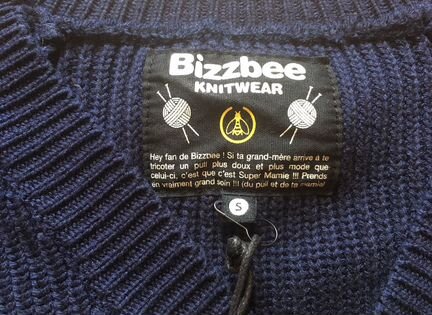 Bizzbee
KNITWEAR
Hey fan de Bizzbee ! Si ta grand-mère arrive à te
tricoter un pull plus doux et plus mode que
celui-ci, c'est que c'est Super Mamie !!! Prends
en vraiment grand soin !!! (du pull et de ta mamie)
S